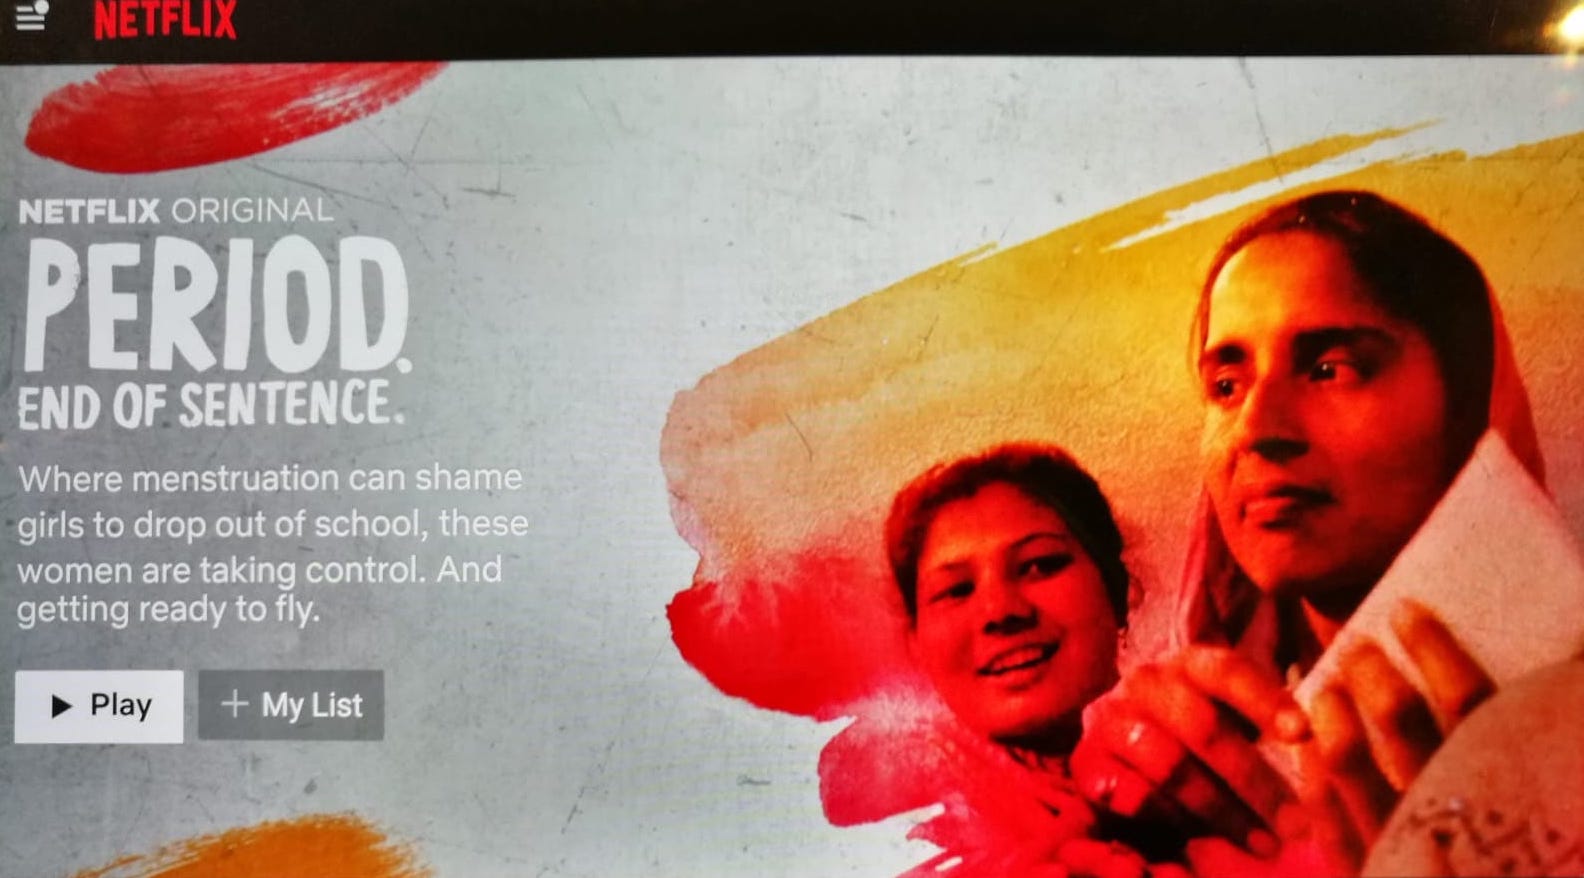 NETFLIX
NETFLIX ORIGINAL
PERIOD.
END OF SENTENCE.
Where menstruation can shame
girls to drop out of school, these
women are taking control. And
getting ready to fly.
Play
+ My List